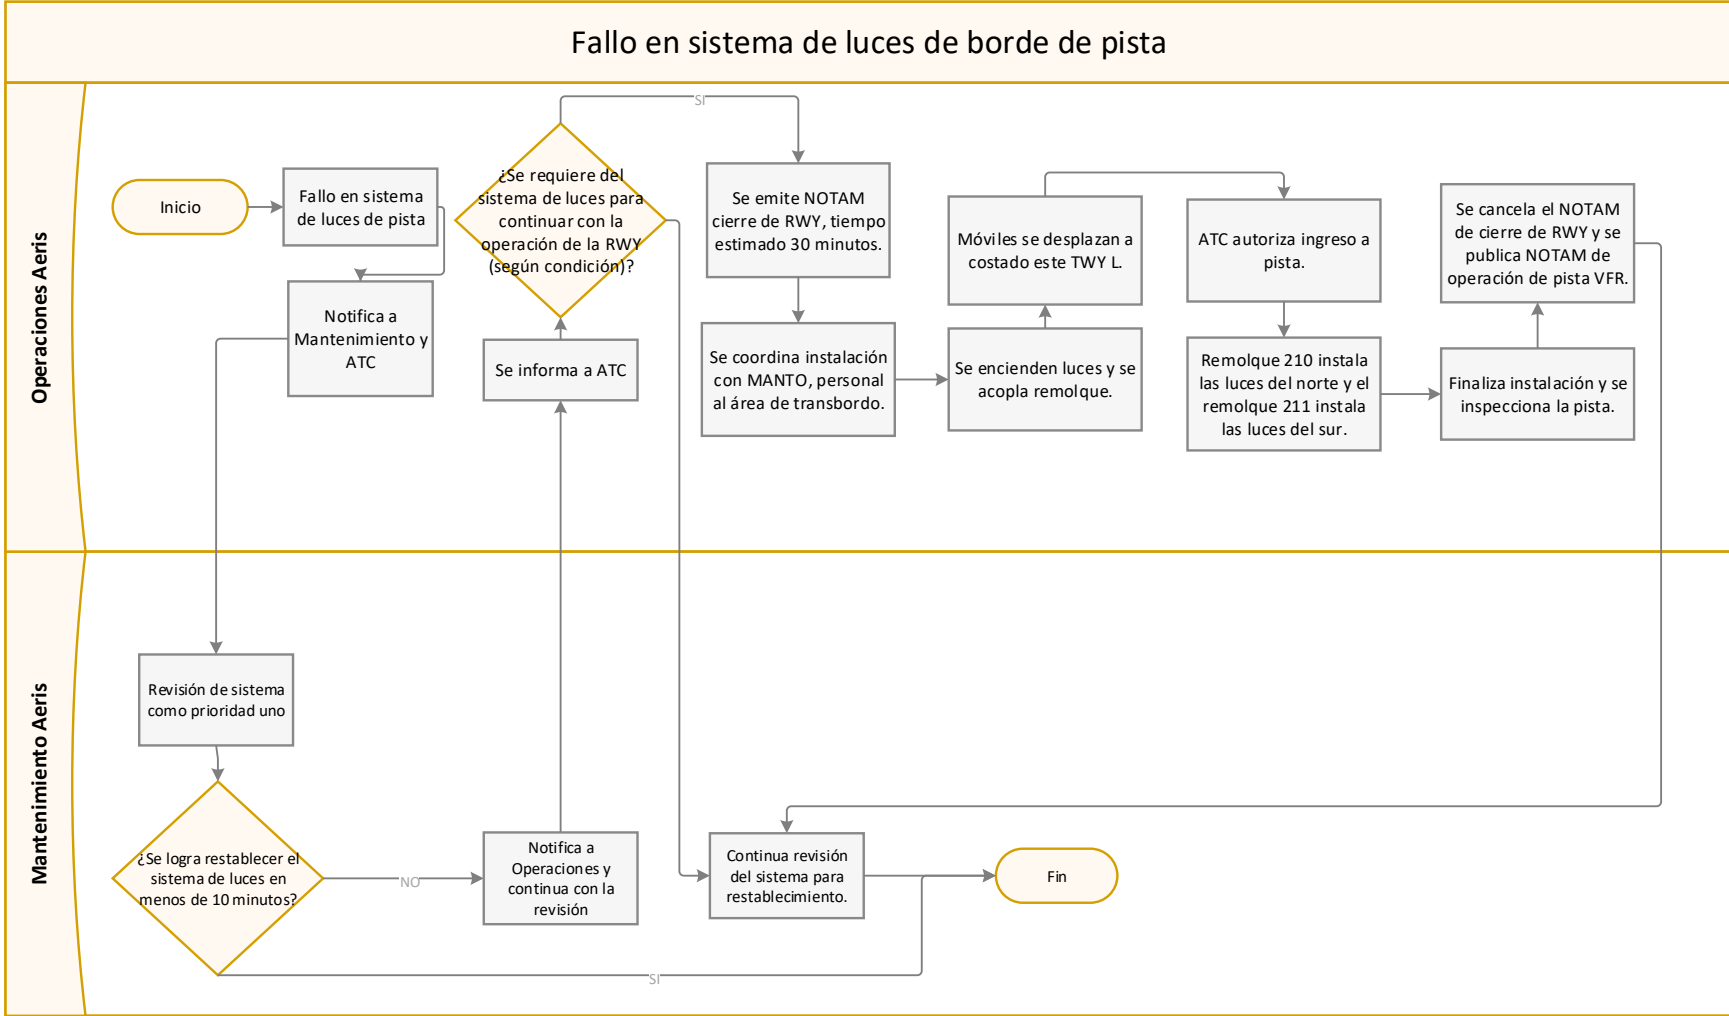 Fallo en sistema de luces de borde de pista
Operaciones Aeris
Inicio
Fallo en sistema
de luces de pista
Notifica a
Mantenimiento y
ATC
¿Se requiere del
sistema de luces para
continuar con la
operación de la RWY
(según condición)?
SI
Se informa a ATC
Se emite NOTAM
cierre de RWY, tiempo
estimado 30 minutos.
Se coordina instalación
con MANTO, personal
al área de transbordo.
Móviles se desplazan a
costado este TWY L.
Se encienden luces y se
acopla remolque.
ATC autoriza ingreso a
pista.
Remolque 210 instala
las luces del norte y el
remolque 211 instala
las luces del sur.
Se cancela el NOTAM
de cierre de RWY y se
publica NOTAM de
operación de pista VFR.
Finaliza instalación y se
inspecciona la pista.
Mantenimiento Aeris
Revisión de sistema
como prioridad uno
¿Se logra restablecer el
sistema de luces en
menos de 10 minutos?
NO
Notifica a
Operaciones y
continua con la
revisión
Continua revisión
del sistema para
restablecimiento.
Fin
SI